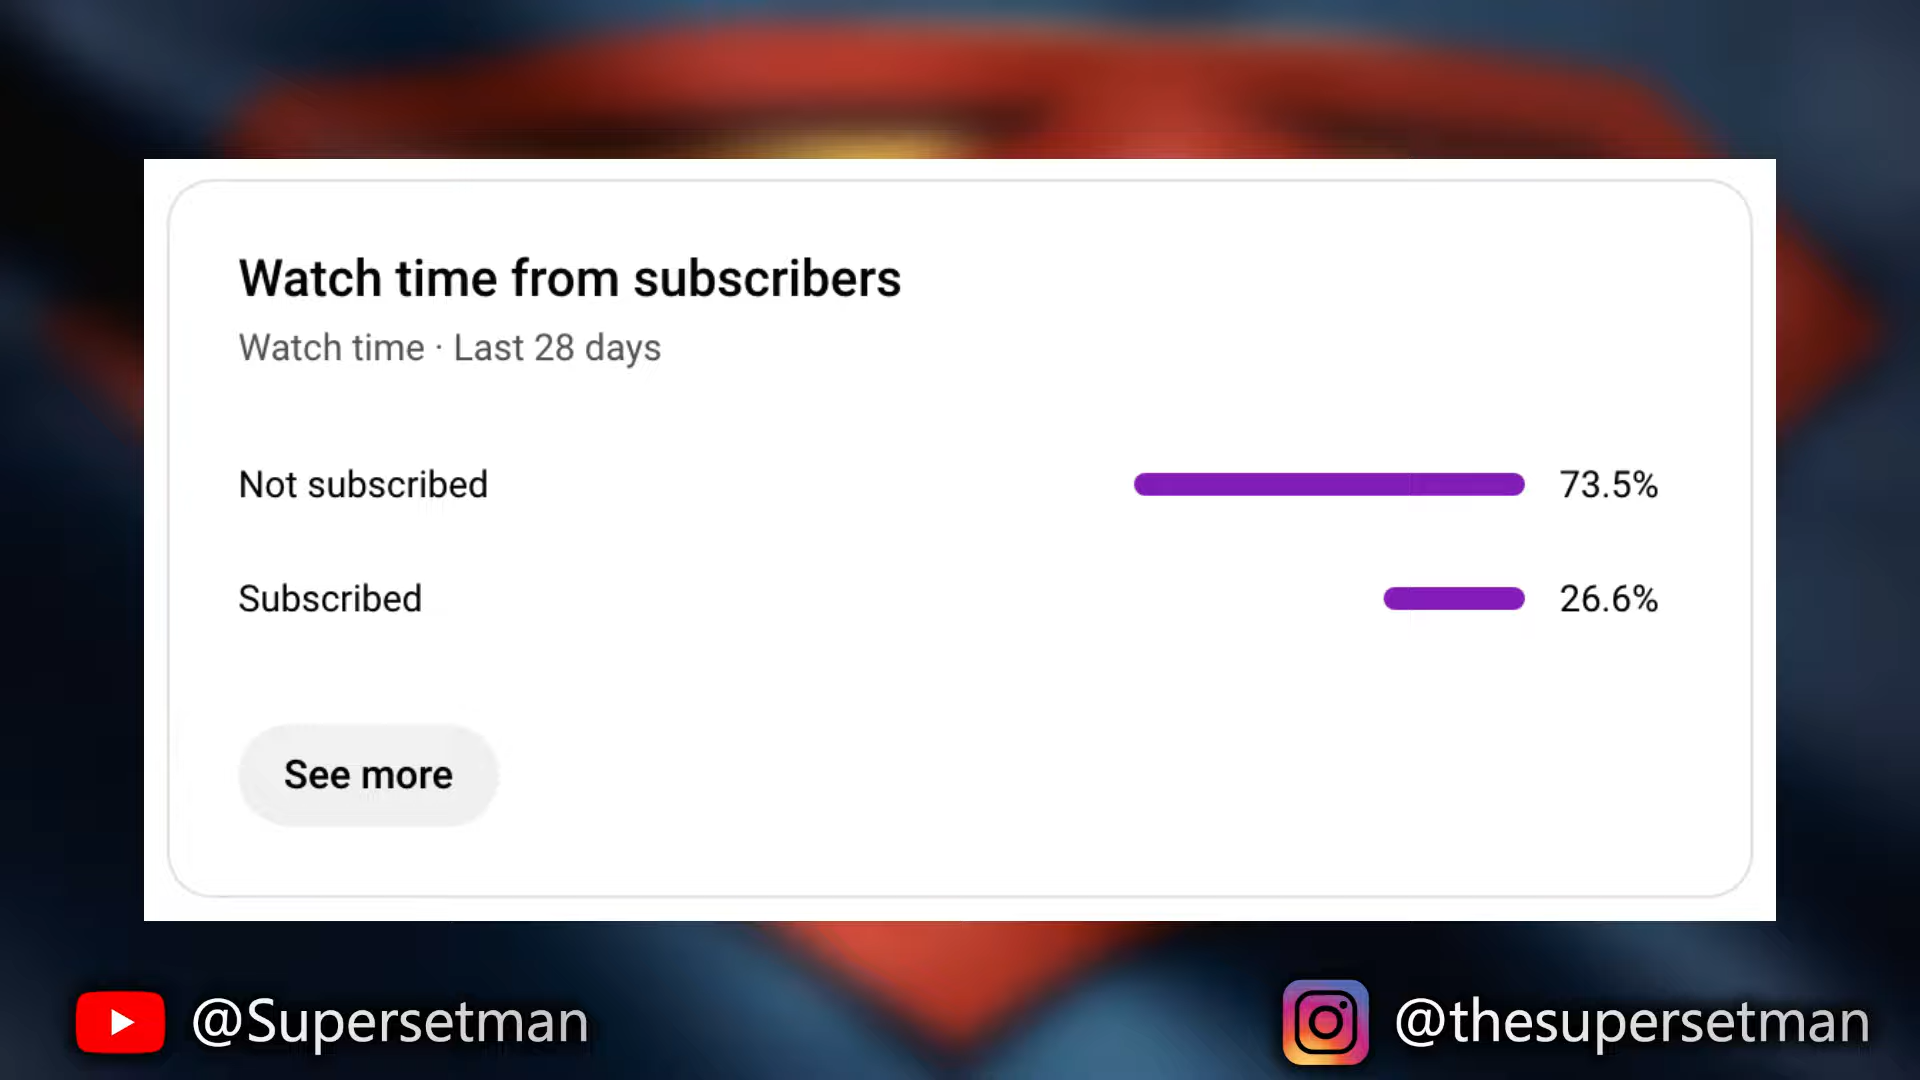 Watch time from subscribers
Watch time · Last 28 days
Not subscribed 73.5%
Subscribed 26.6%
See more
@Supersetman @thesupersetman